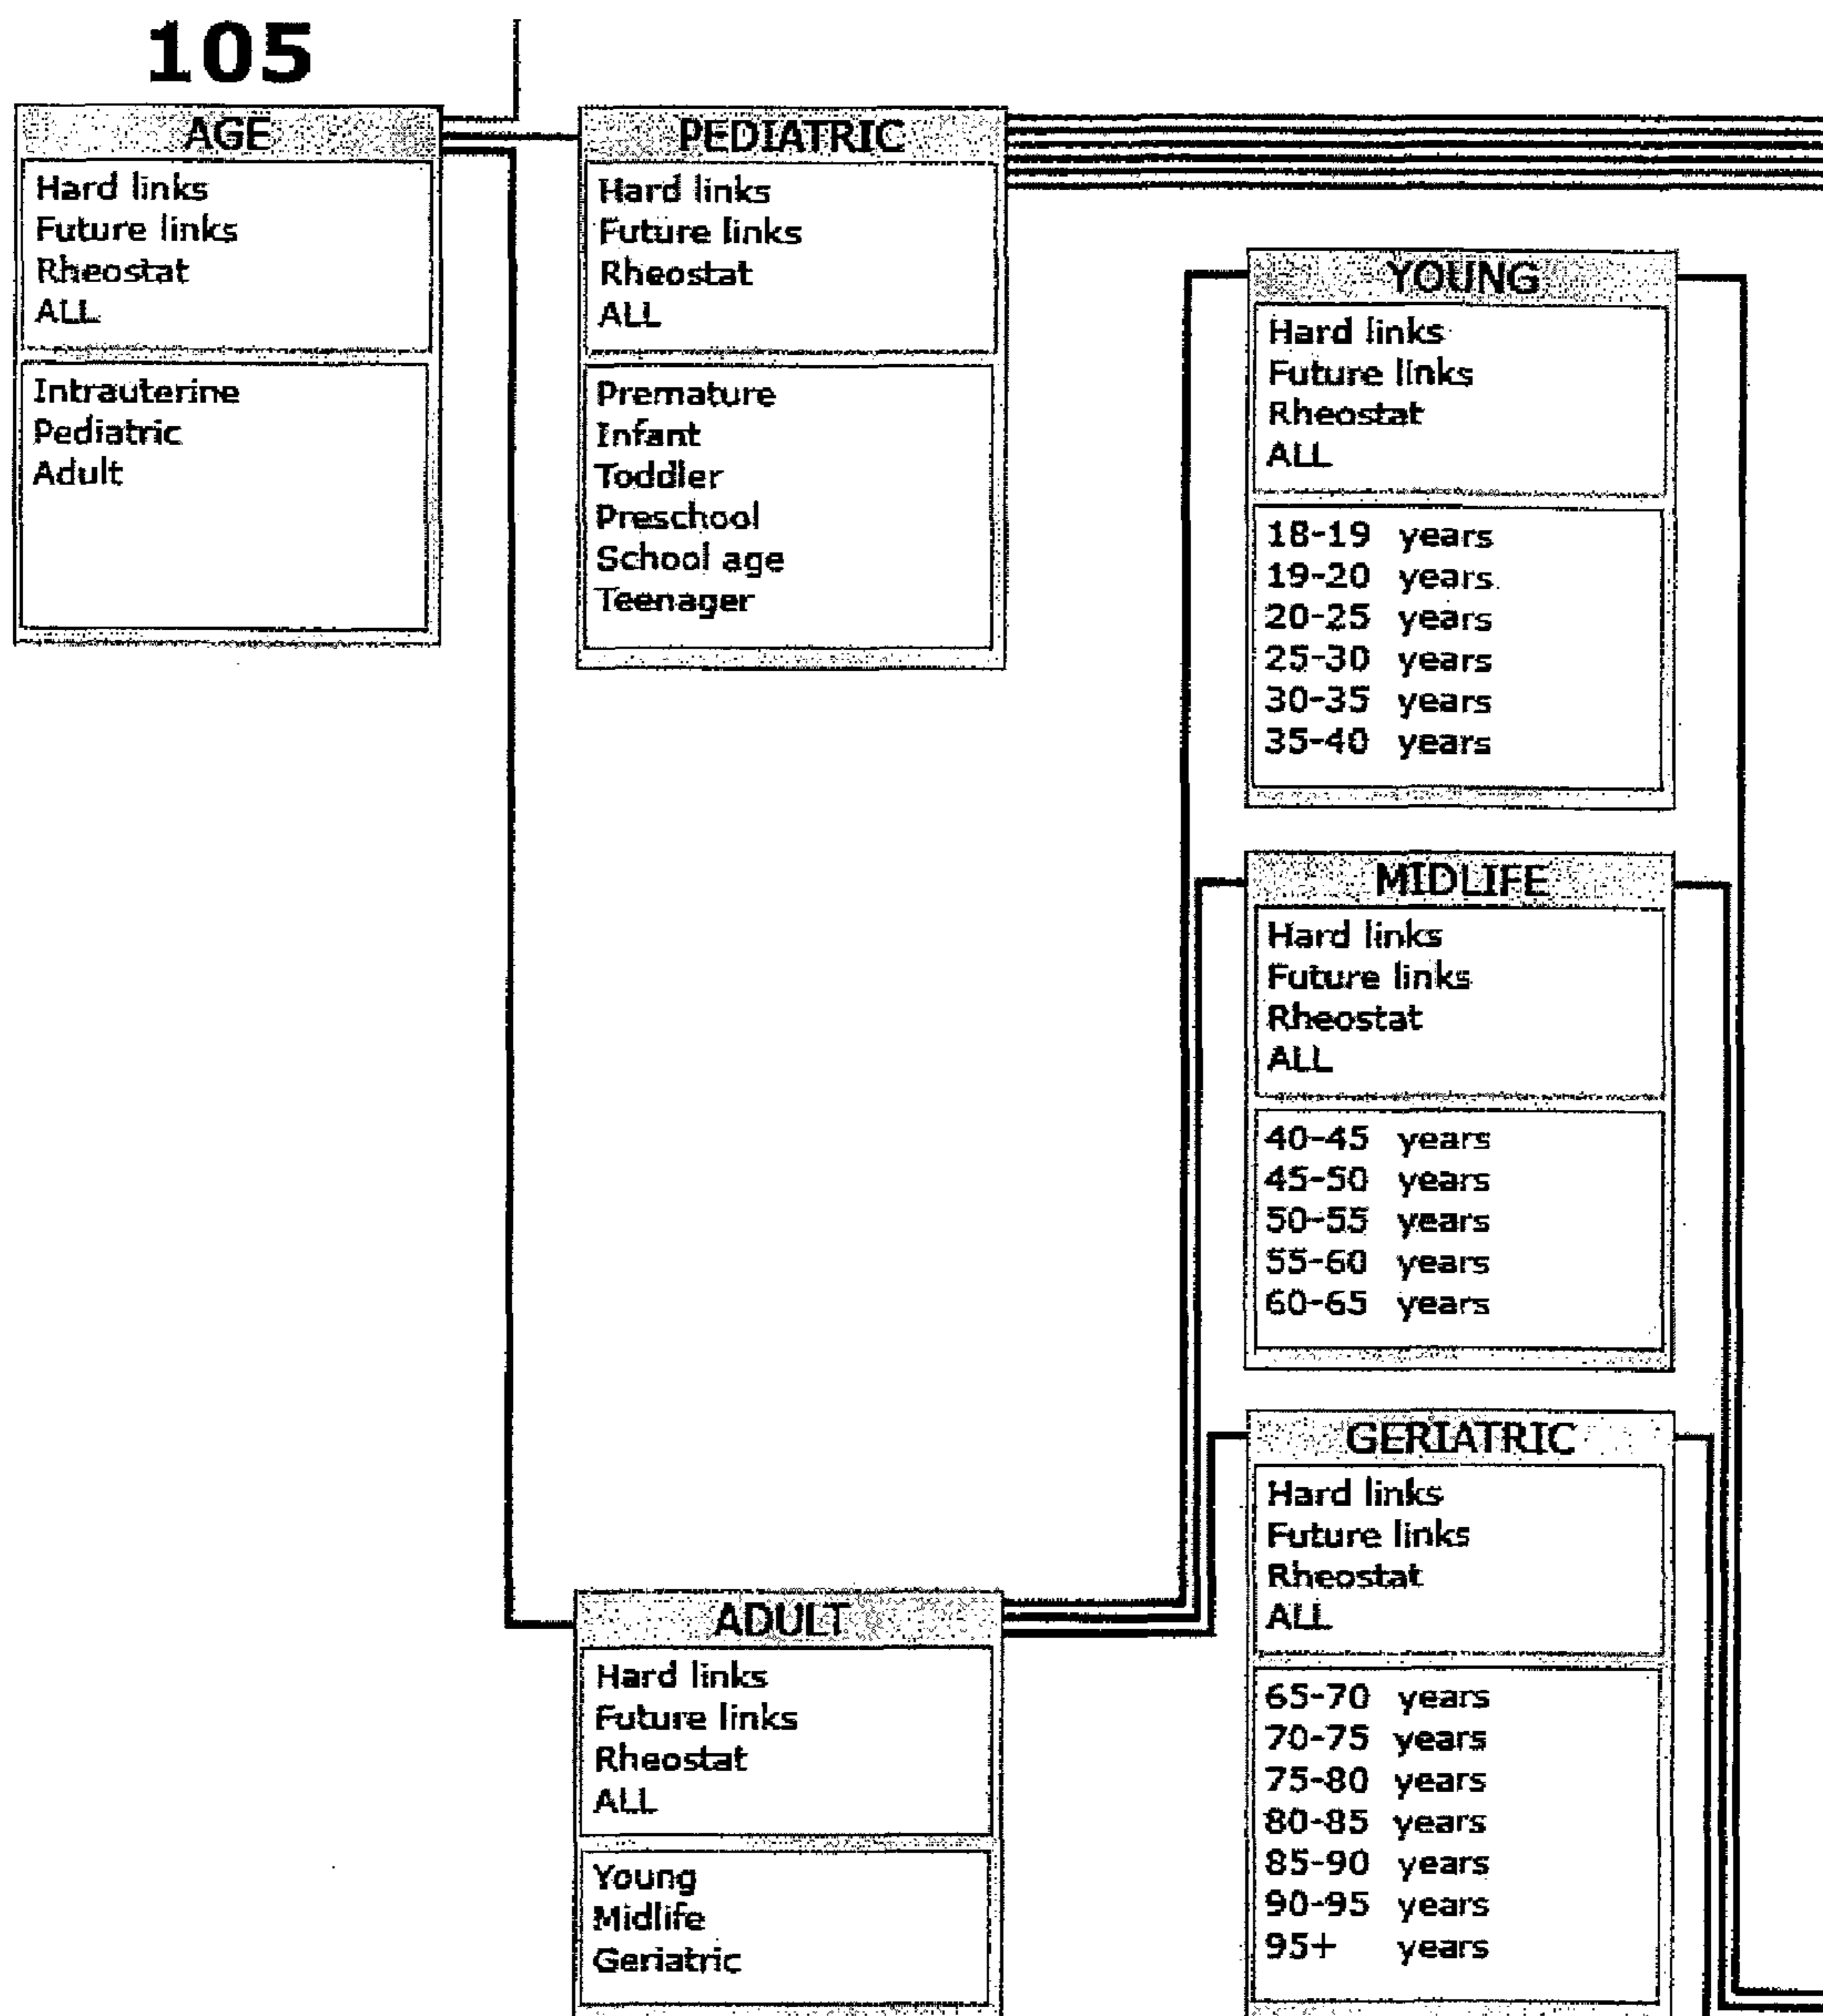 105
AGE
Hard links
Future links
Rheostat
ALL
Intrauterine
Pediatric
Adult
PEDIATRIC
Hard links
Future links
Rheostat
ALL
Premature
Infant
Toddler
Preschool
School age
Teenager
YOUNG
Hard links
Future links
Rheostat
ALL
18-19 years
19-20 years
20-25 years
25-30 years
30-35 years
35-40 years
MIDLIFE
Hard links
Future links
Rheostat
ALL
40-45 years
45-50 years
50-55 years
55-60 years
60-65 years
GERIATRIC
Hard links
Future links
Rheostat
ALL
65-70 years
70-75 years
75-80 years
80-85 years
85-90 years
90-95 years
95+ years
ADULT
Hard links
Future links
Rheostat
ALL
Young
Midlife
Geriatric